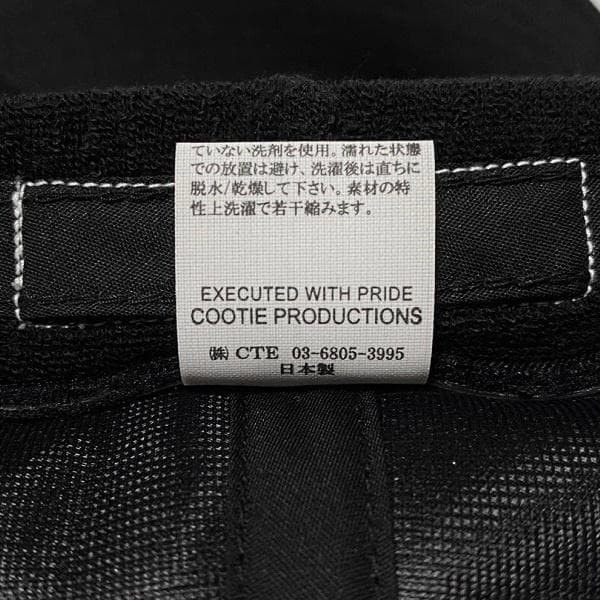 ていない洗剤を使用。濡れた状態
での放置は避け、洗濯後は直ちに
脱水/乾燥して下さい。素材の特
性上洗濯で若干縮みます。
EXECUTED WITH PRIDE
COOTIE PRODUCTIONS
㈱ CTE 03-6805-3995
日本製